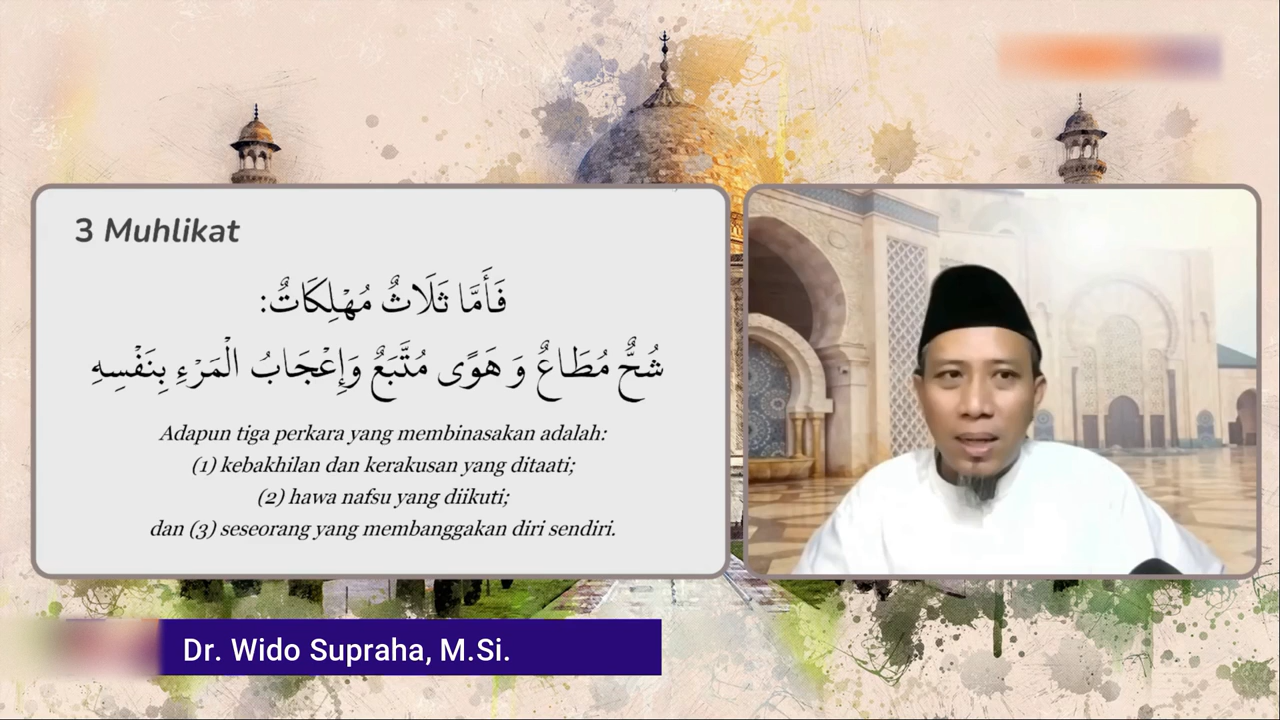 3 Muhlikat
فَأَمَّا ثَلَاثٌ مُهْلِكَاتٌ:
شُحٌّ مُطَاعٌ وَ هَوًى مُتَّبَعٌ وَإِعْجَابُ الْمَرْءِ بِنَفْسِهِ
Adapun tiga perkara yang membinasakan adalah:
(1) kebakhilan dan kerakusan yang ditaati;
(2) hawa nafsu yang diikuti;
dan (3) seseorang yang membanggakan diri sendiri.
Dr. Wido Supraha, M.Si.